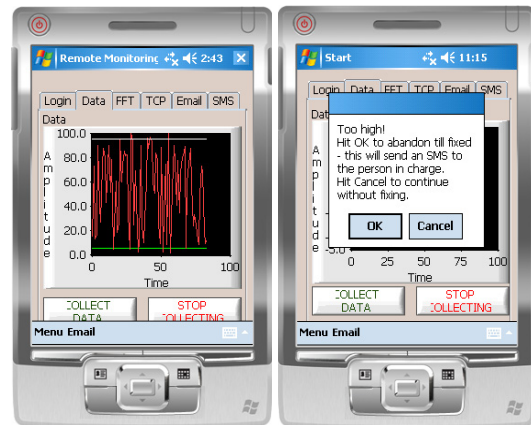 Remote Monitoring 2:43
Login Data FFT TCP Email SMS
Data
Amplitude
100.0
80.0
60.0
40.0
20.0
0.0
0 50 100
Time
COLLECT DATA
STOP COLLECTING
Menu Email
Start 11:15
Login Data FFT TCP Email SMS
Too high!
Hit OK to abandon till fixed
- this will send an SMS to
the person in charge.
Hit Cancel to continue
without fixing.
OK Cancel
Amplitude
-5.0
0 25 50 75 100
Time
COLLECT DATA
STOP COLLECTING
Menu Email